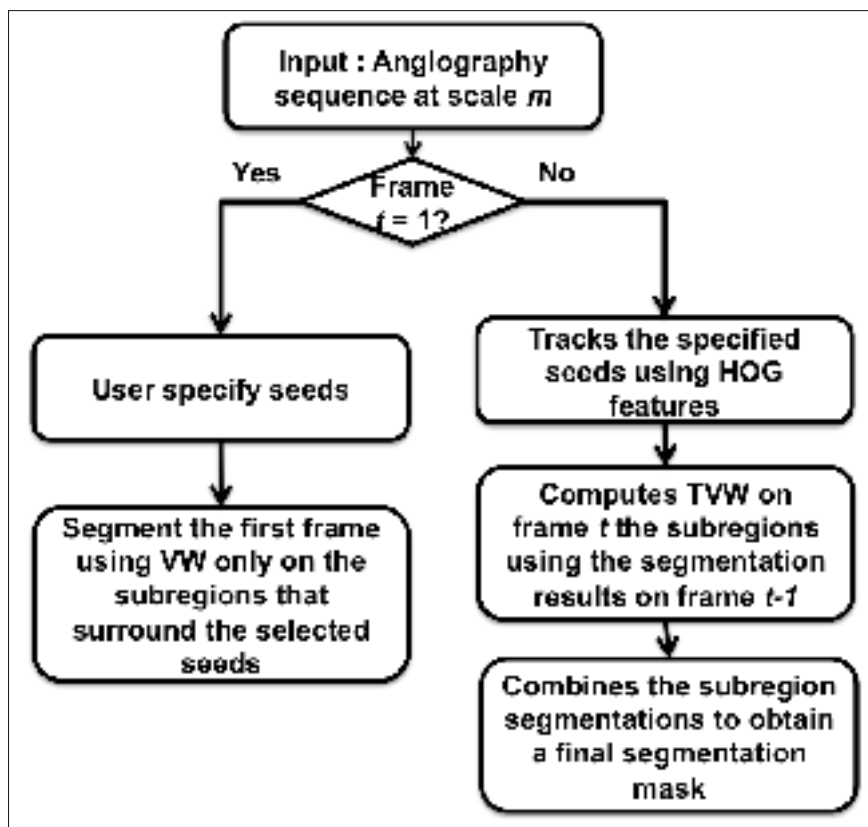 Input : Angiography
sequence at scale m
Yes
No
Frame
t = 1?
User specify seeds
Segment the first frame
using VW only on the
subregions that
surround the selected
seeds
Tracks the specified
seeds using HOG
features
Computes TVW on
frame t the subregions
using the segmentation
results on frame t-1
Combines the subregion
segmentations to obtain
a final segmentation
mask